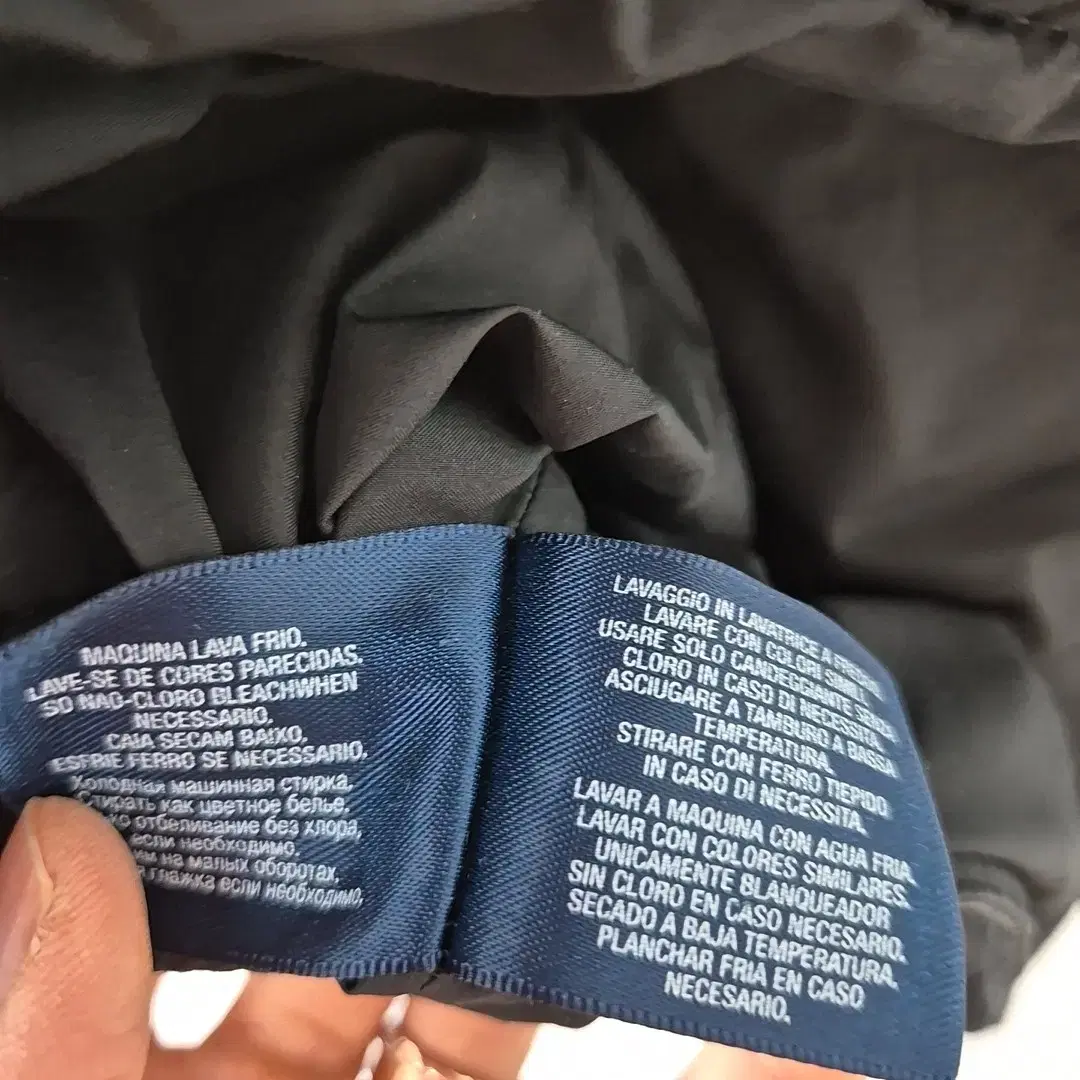 MAQUINA LAVA FRIO.
LAVE-SE DE CORES PARECIDAS.
SO NAO-CLORO BLEACHWHEN
NECESSARIO.
CAIA SECAM BAIXO.
ESFRIE FERRO SE NECESSARIO.
Холодная машинная стирка.
Стирать как цветное белье.
отбеливание без хлора,
если необходимо.
на малых оборотах,
глажка если необходимо,
LAVAGGIO IN LAVATRICE A
LAVARE CON COLORI SIMILI.
USARE SOLO CANDEGGIANTE SENZA
CLORO IN CASO DI NECESSITA.
ASCIUGARE A TAMBURO A BASSA
TEMPERATURA.
STIRARE CON FERRO TIEPIDO
IN CASO DI NECESSITA.
LAVAR A MAQUINA CON AGUA FRIA.
LAVAR CON COLORES SIMILARES.
UNICAMENTE BLANQUEADOR
SIN CLORO EN CASO NECESARIO.
SECADO A BAJA TEMPERATURA.
PLANCHAR FRIA EN CASO
NECESARIO.